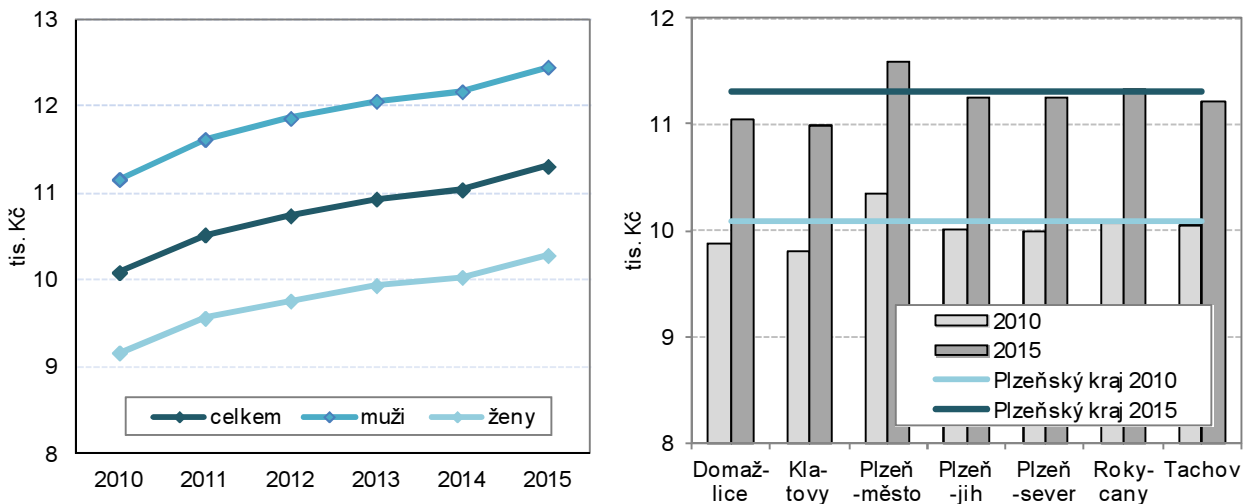 13
12
11
10
9
8
tis. Kč
celkem
muži
ženy
2010
2011
2012
2013
2014
2015
12
11
10
9
8
tis. Kč
2010
2015
Plzeňský kraj 2010
Plzeňský kraj 2015
Domaž-
lice
Kla-
tovy
Plzeň
-město
Plzeň
-jih
Plzeň
-sever
Roky-
cany
Tachov